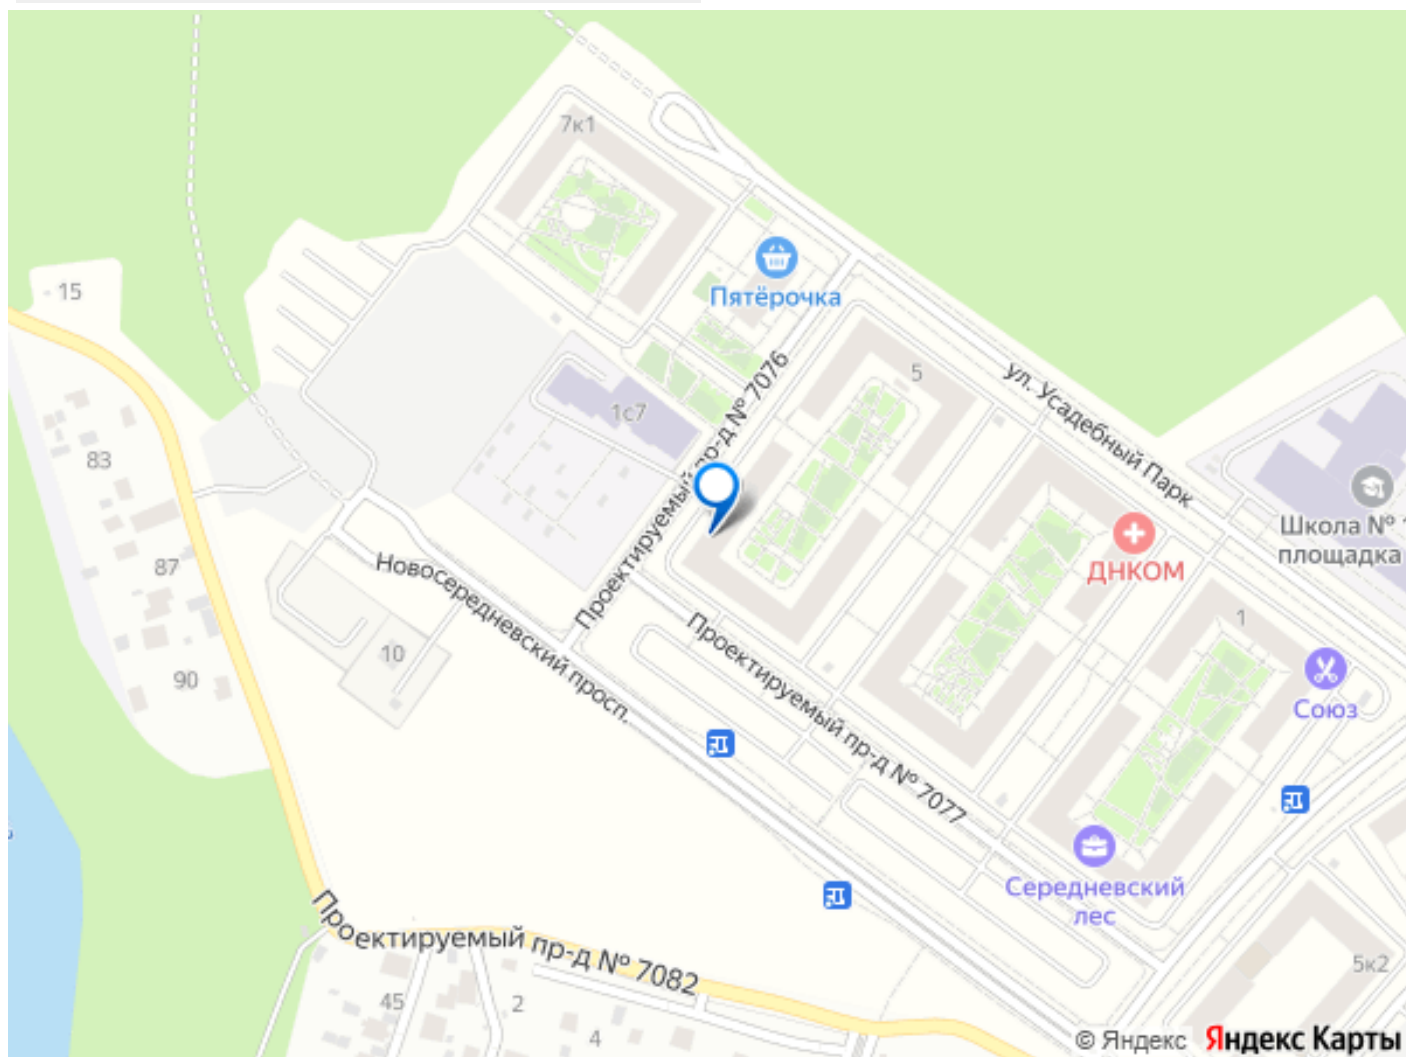 7к1
15
Пятёрочка
5
Проектируемый пр-д № 7076
ул. Усадебный Парк
1с7
83
Школа № 1
площадка
ДНКОМ
87
Новосередневский просп.
Проектируемый пр-д № 7077
1
10
90
Союз
Середневский
лес
Проектируемый пр-д № 7082
5к2
45
2
4
© Яндекс Яндекс Карты